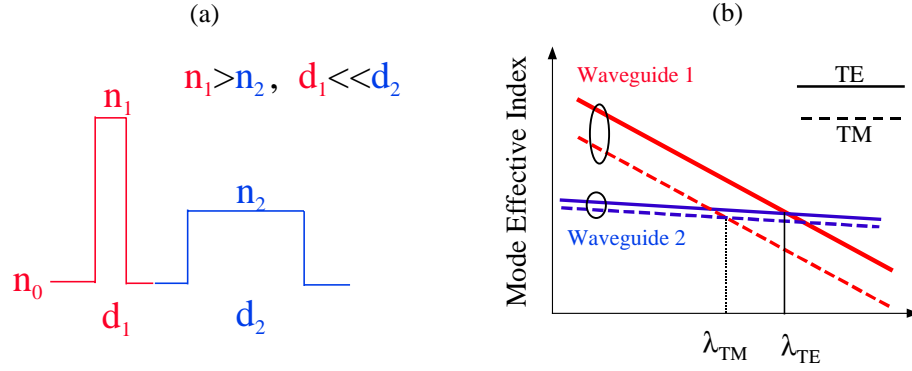 (a)
n₁>n₂, d₁<<d₂
n₁
n₂
n₀
d₁
d₂
(b)
Mode Effective Index
Waveguide 1
TE
TM
Waveguide 2
λTM
λTE